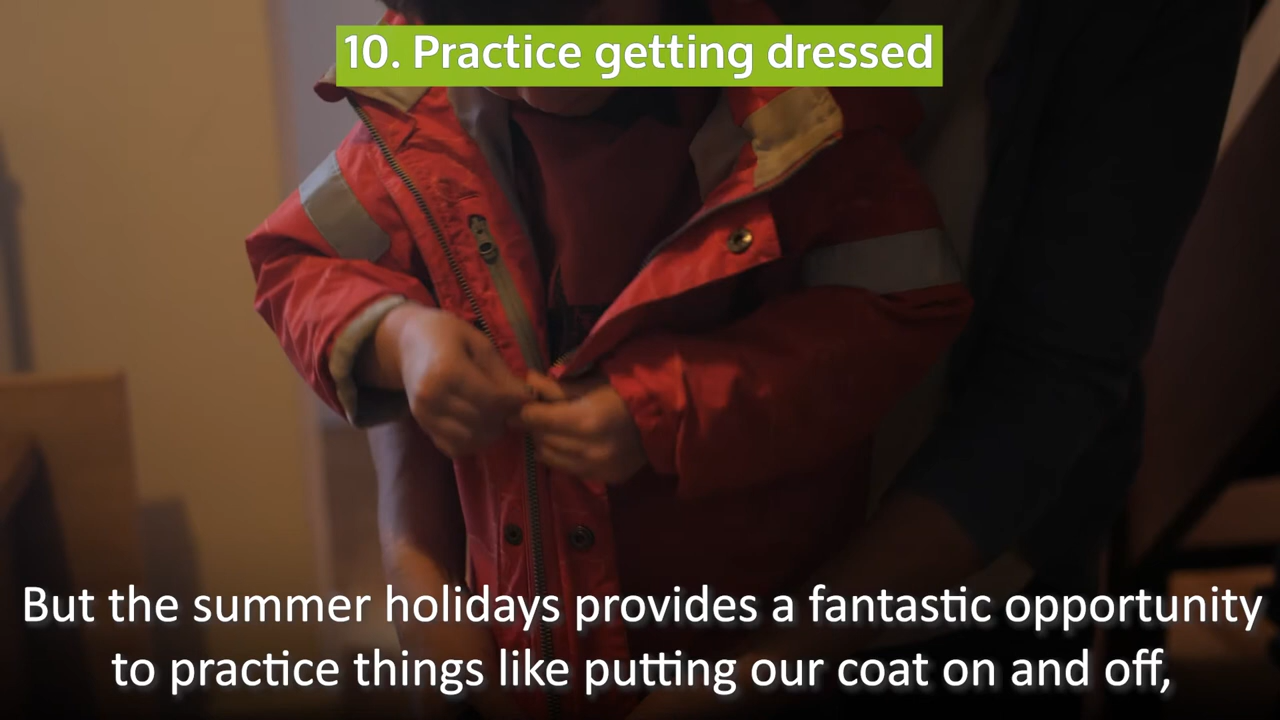 10. Practice getting dressed
But the summer holidays provides a fantastic opportunity
to practice things like putting our coat on and off,